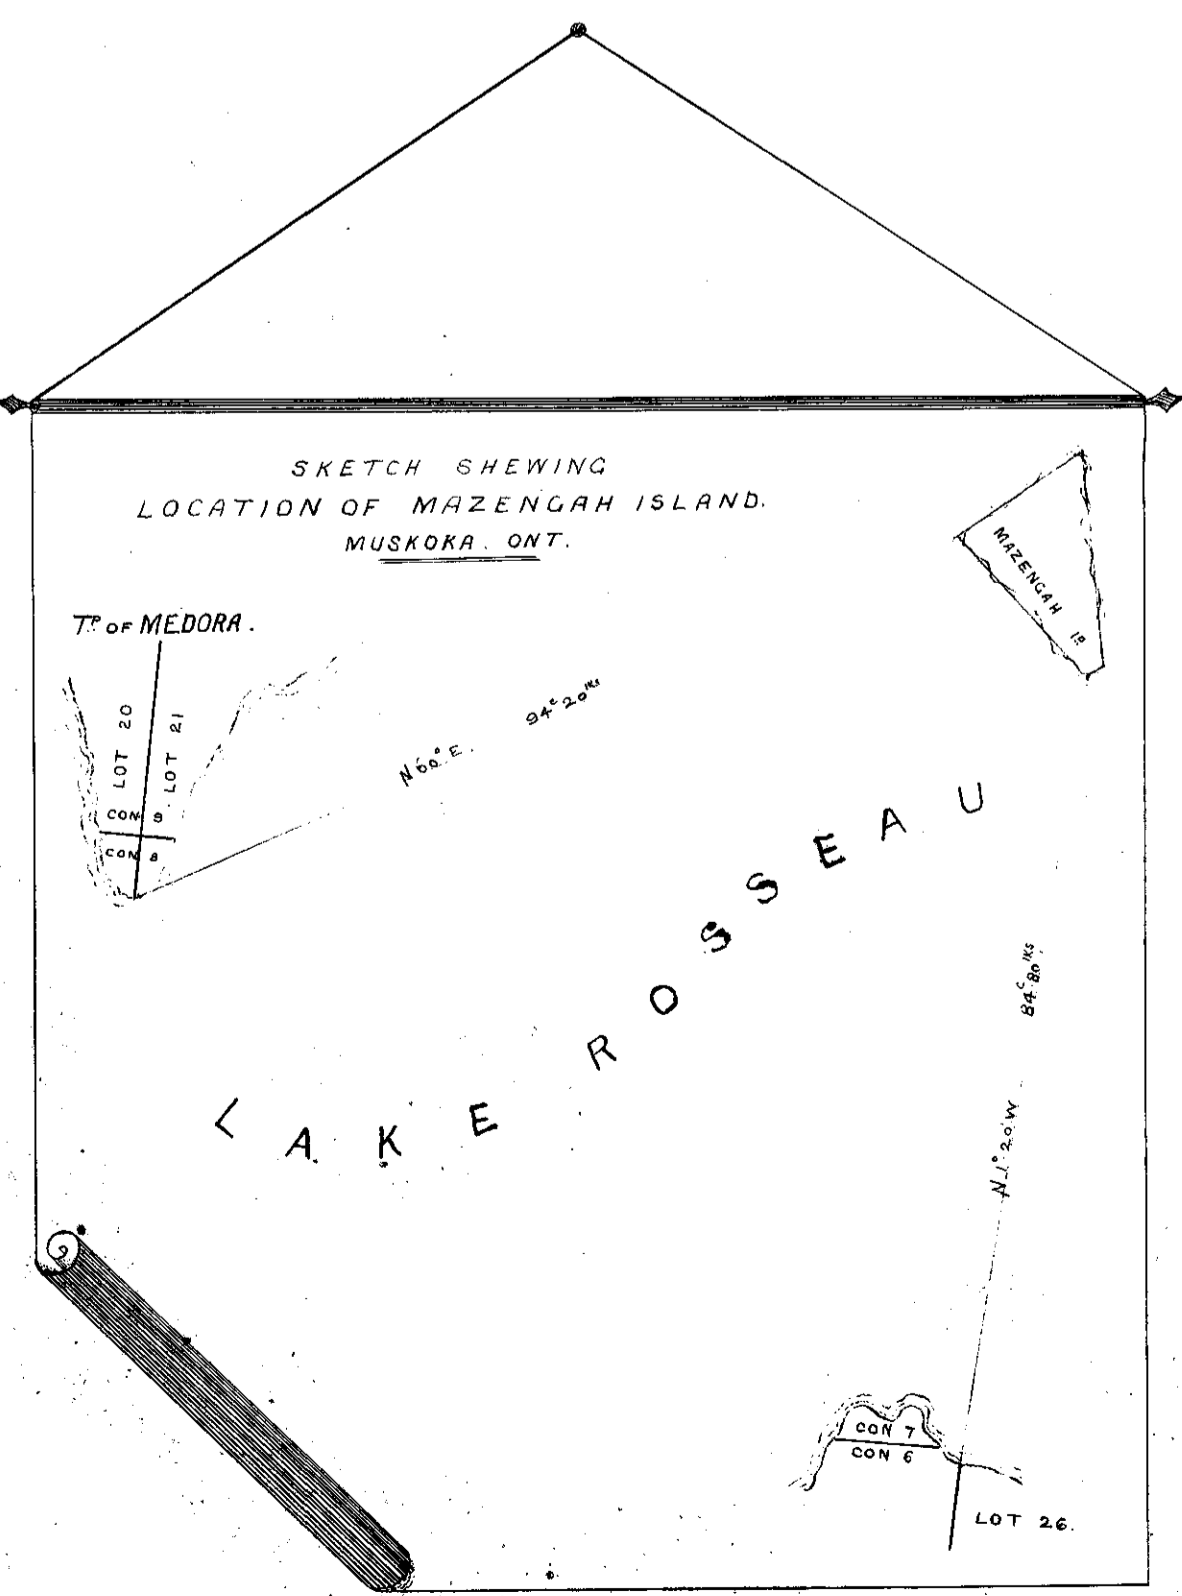 SKETCH SHEWING
LOCATION OF MAZENGAH ISLAND.
MUSKOKA. ONT.
MAZENGAH Iᴰ
Tᴾ OF MEDORA.
LOT 20
LOT 21
CON 9
CON 8
N 60° E. 94ᶜ 20ˡᵏˢ
LAKE ROSSEAU
N 1° 20' W 84ᶜ 80ˡᵏˢ
CON 7
CON 6
LOT 26.